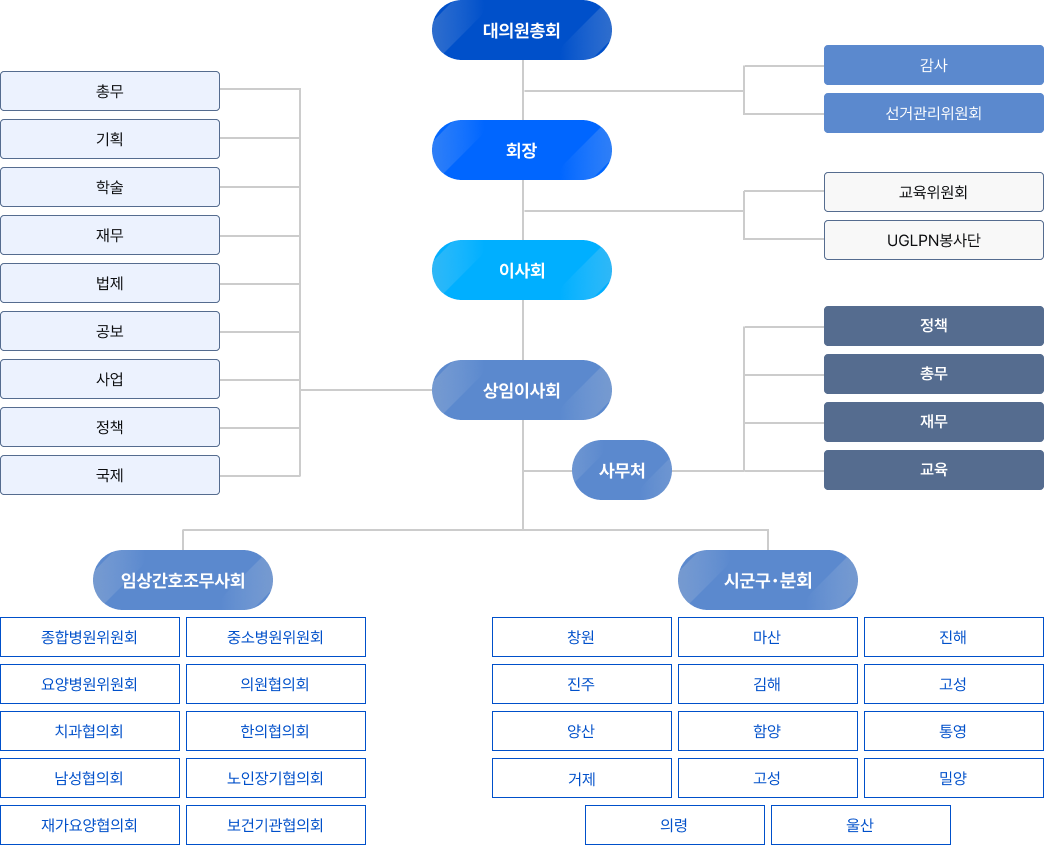 대의원총회
감사
선거관리위원회
회장
교육위원회
UGLPN봉사단
이사회
상임이사회
총무
기획
학술
재무
법제
공보
사업
정책
국제
사무처
정책
총무
재무
교육
임상간호조무사회
종합병원위원회
중소병원위원회
요양병원위원회
의원협의회
치과협의회
한의협의회
남성협의회
노인장기협의회
재가요양협의회
보건기관협의회
시군구·분회
창원
마산
진해
진주
김해
고성
양산
함양
통영
거제
고성
밀양
의령
울산